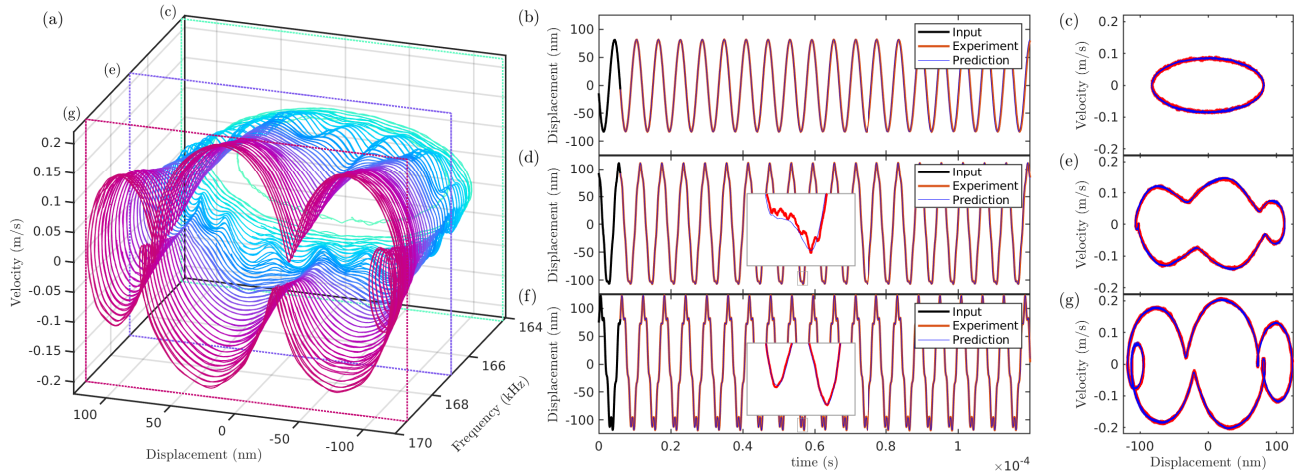 (a)
(c)
(e)
(g)
0.2
0.15
0.1
0.05
0
-0.05
-0.1
-0.15
-0.2
Velocity (m/s)
100
50
0
-50
-100
Displacement (nm)
164
166
168
170
Frequency (kHz)
(b)
Displacement (nm)
100
50
0
-50
-100
Input
Experiment
Prediction
(d)
Displacement (nm)
100
50
0
-50
-100
Input
Experiment
Prediction
(f)
Displacement (nm)
100
50
0
-50
-100
Input
Experiment
Prediction
0 0.2 0.4 0.6 0.8 1
time (s)
×10⁻⁴
(c)
Velocity (m/s)
0.2
0.1
0
-0.1
-0.2
(e)
Velocity (m/s)
0.1
0
-0.1
(g)
Velocity (m/s)
0.2
0.1
0
-0.1
-0.2
-100 0 100
Displacement (nm)